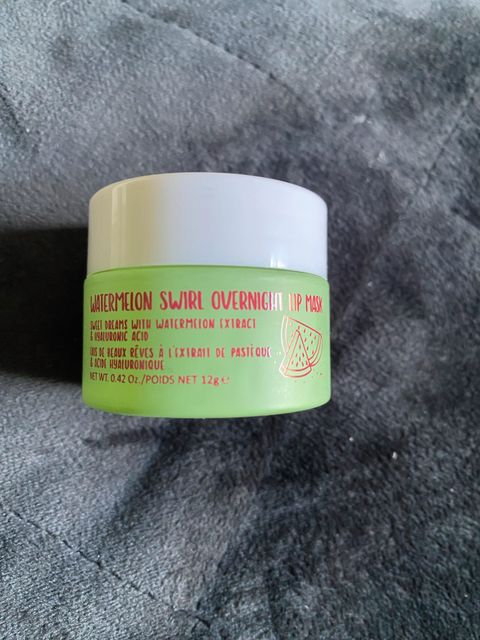 WATERMELON SWIRL OVERNIGHT LIP MASK
SWEET DREAMS WITH WATERMELON EXTRACT
& HYALURONIC ACID
FAIS DE BEAUX RÊVES À L'EXTRAIT DE PASTÈQUE
& ACIDE HYALURONIQUE
NET WT. 0.42 Oz./POIDS NET 12g ℮